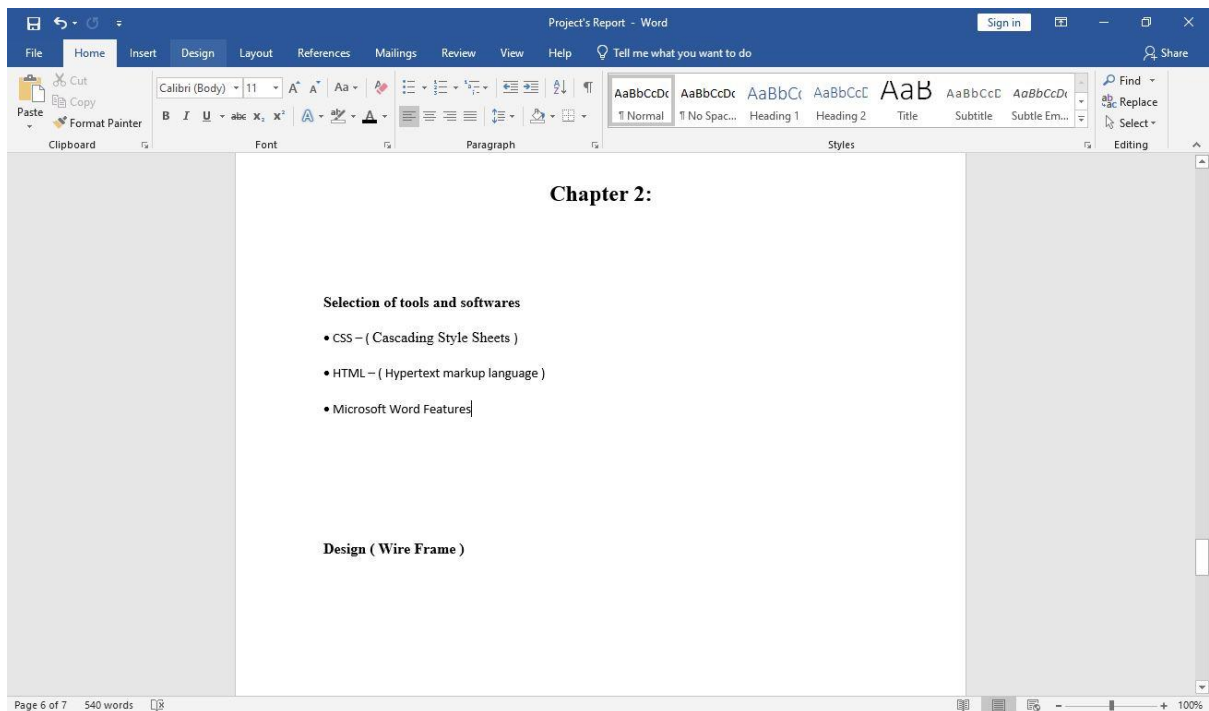 Project's Report - Word
Sign in
File Home Insert Design Layout References Mailings Review View Help Tell me what you want to do Share
Paste
Cut
Copy
Format Painter
Clipboard
Calibri (Body) 11
Font
Paragraph
AaBbCcDc AaBbCcDc AaBbCc AaBbCcD AaB AaBbCcD AaBbCcDc
¶ Normal ¶ No Spac... Heading 1 Heading 2 Title Subtitle Subtle Em...
Styles
Find
Replace
Select
Editing
Chapter 2:
Selection of tools and softwares
• CSS – ( Cascading Style Sheets )
• HTML – ( Hypertext markup language )
• Microsoft Word Features
Design ( Wire Frame )
Page 6 of 7 540 words 100%